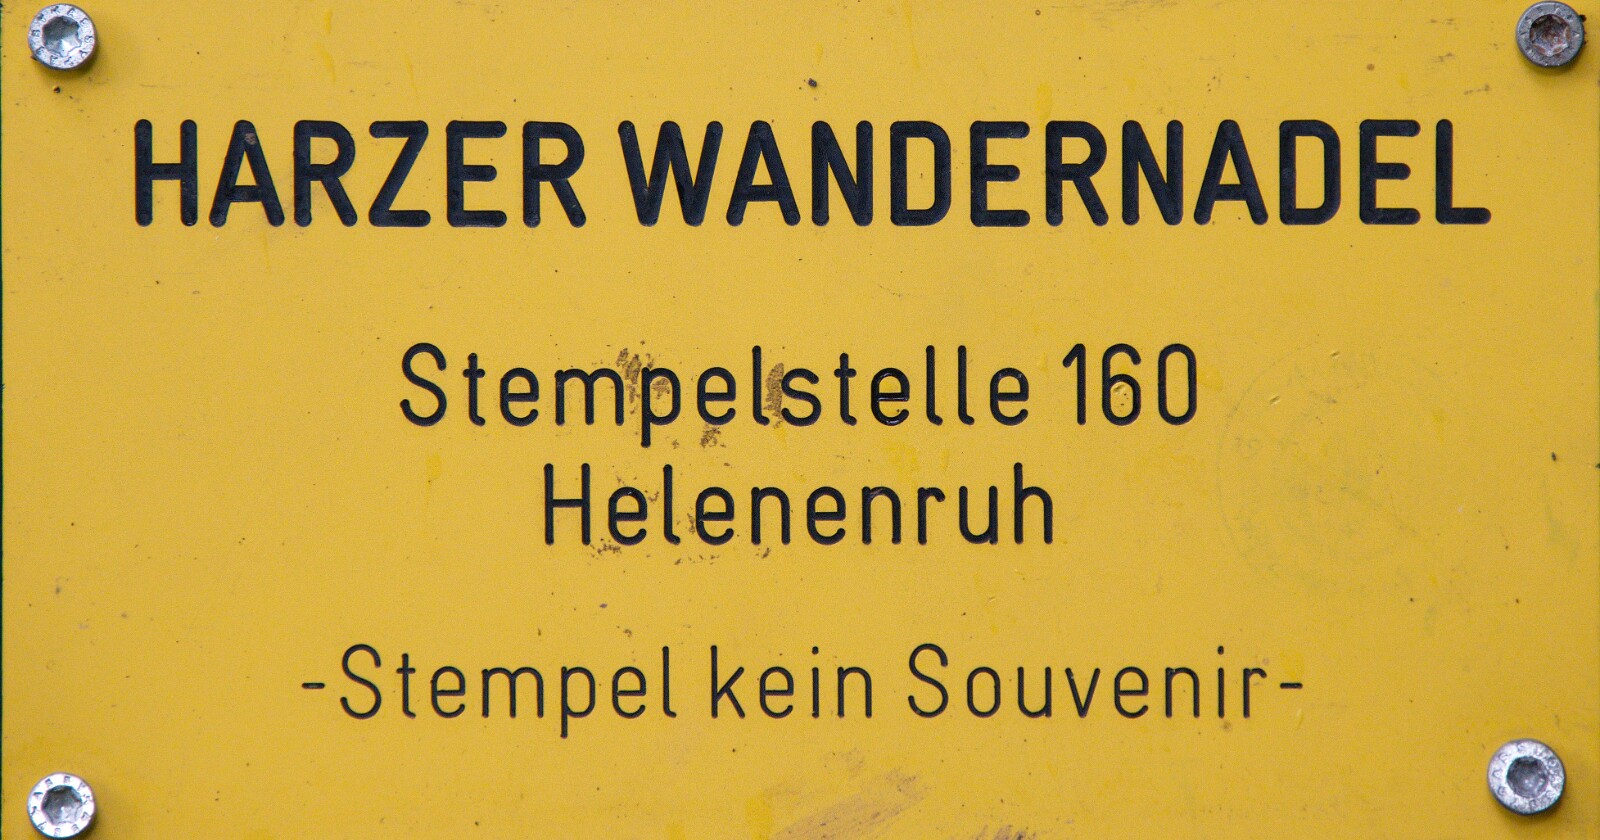 HARZER WANDERNADEL
Stempelstelle 160
Helenenruh
-Stempel kein Souvenir-